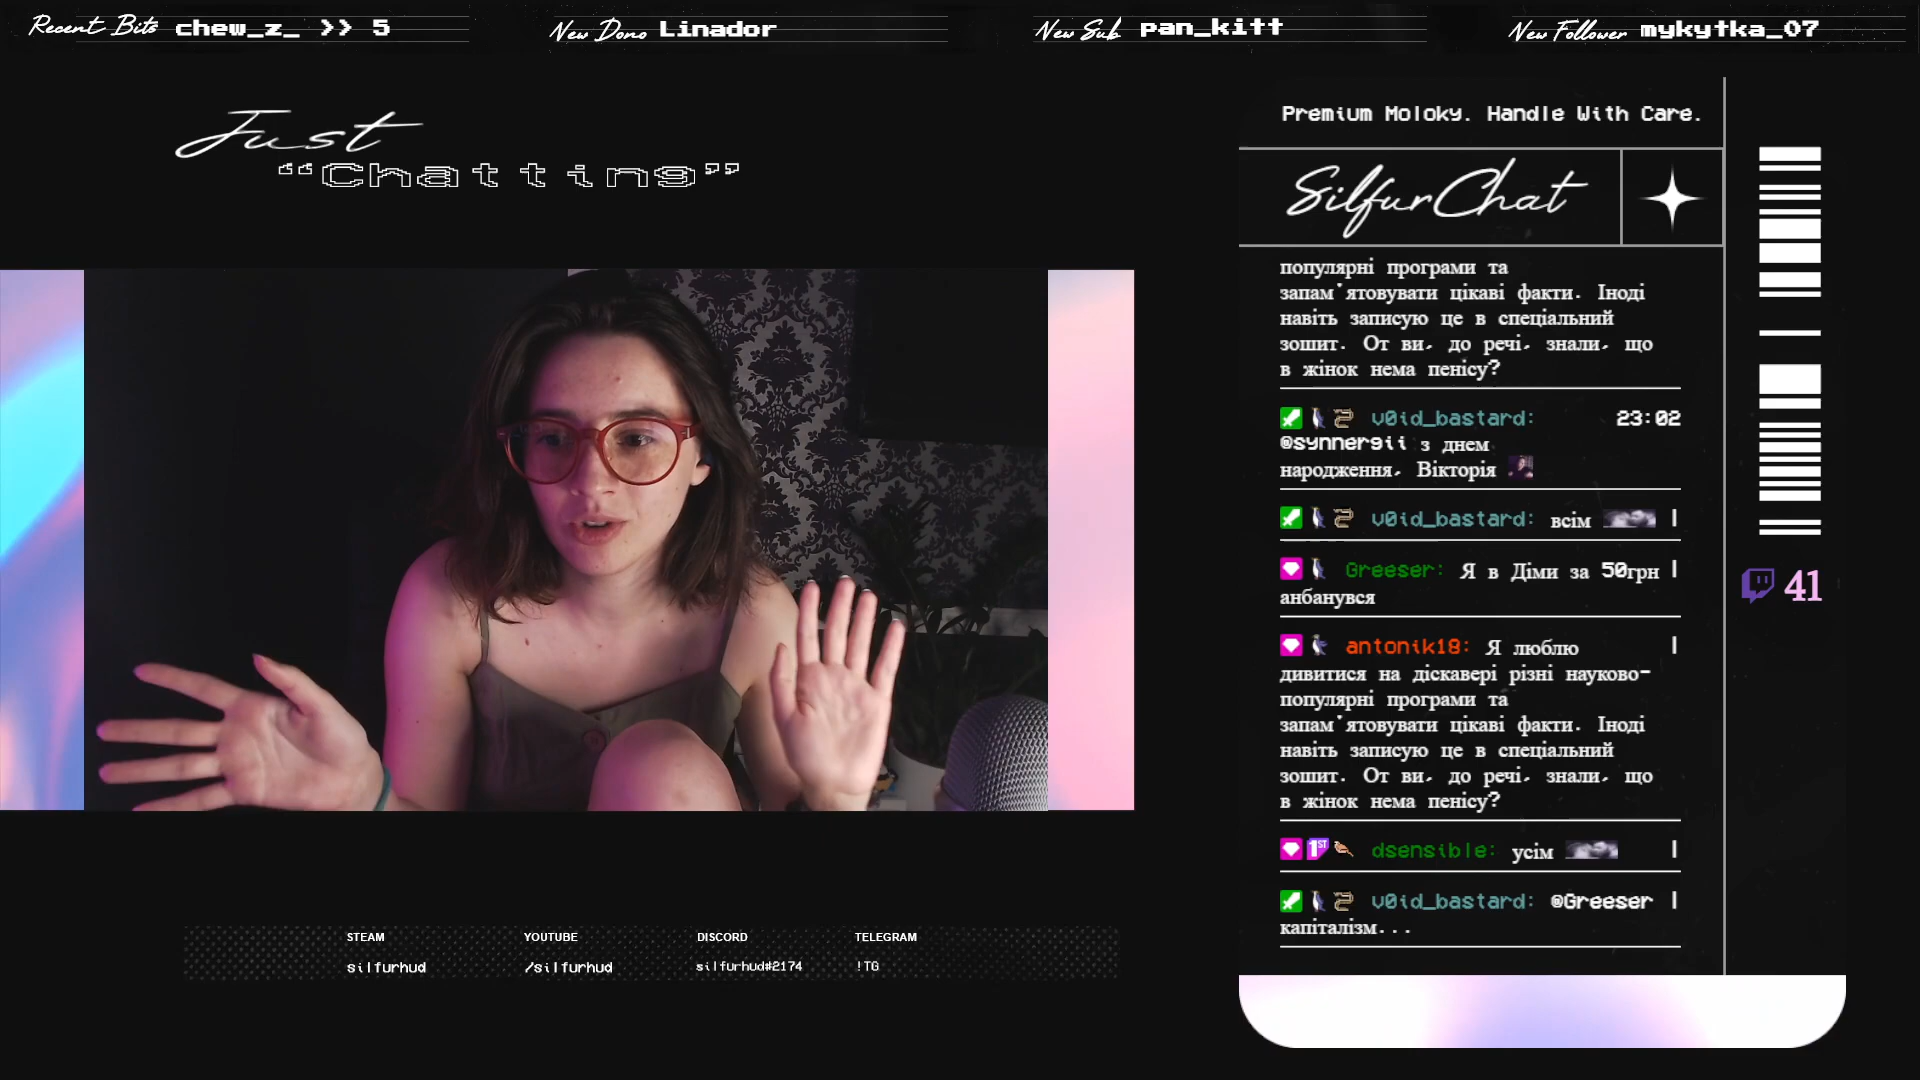 Recent Bits chew_z_ >> 5
New Dono Linador
New Sub pan_kitt
New Follower mykytka_07
Just
“Chatting”
Premium Moloky. Handle With Care.
SilfurChat
популярні програми та
запам'ятовувати цікаві факти. Іноді
навіть записую це в спеціальний
зошит. От ви, до речі, знали, що
в жінок нема пенісу?
v0id_bastard: 23:02
@synnergii з днем
народження, Вікторія
v0id_bastard: всім
Greeser: Я в Діми за 50грн
анбанувся
antonik18: Я люблю
дивитися на діскавері різні науково-
популярні програми та
запам'ятовувати цікаві факти. Іноді
навіть записую це в спеціальний
зошит. От ви, до речі, знали, що
в жінок нема пенісу?
1ST dsensible: усім
v0id_bastard: @Greeser
капіталізм...
41
STEAM
silfurhud
YOUTUBE
/silfurhud
DISCORD
silfurhud#2174
TELEGRAM
!TG